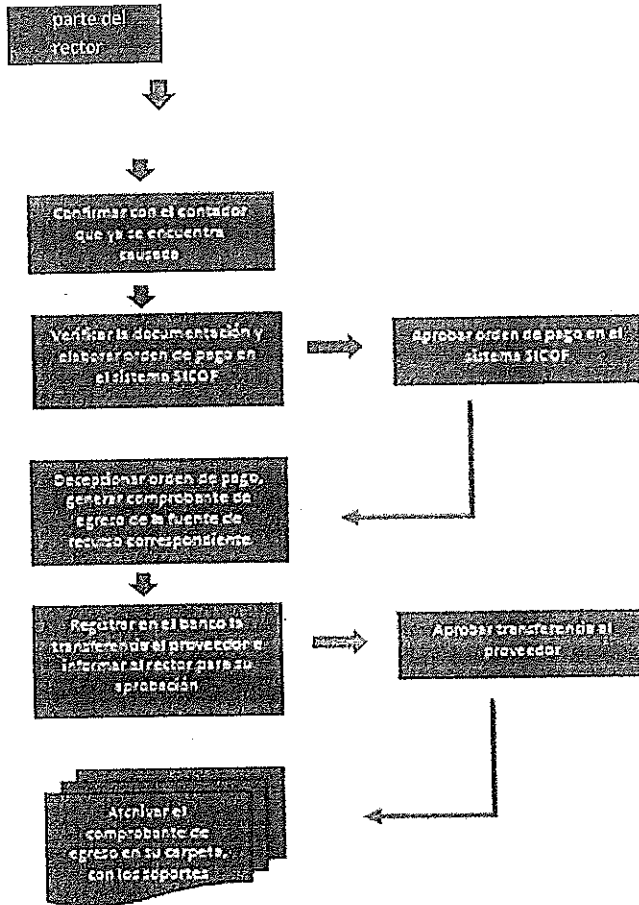 parte del
rector
Confirmar con el contador
que ya se encuentra
causado
Verificar la documentación y
elaborar orden de pago en
el sistema SICOF
Aprobar orden de pago en el
sistema SICOF
Decepcionar orden de pago,
generar comprobante de
egreso de la fuente de
recurso correspondiente
Registrar en el banco la
transferencia el proveedor e
informar al rector para su
aprobación
Aprobar transferencia al
proveedor
Archivar el
comprobante de
egreso en su carpeta,
con los soportes